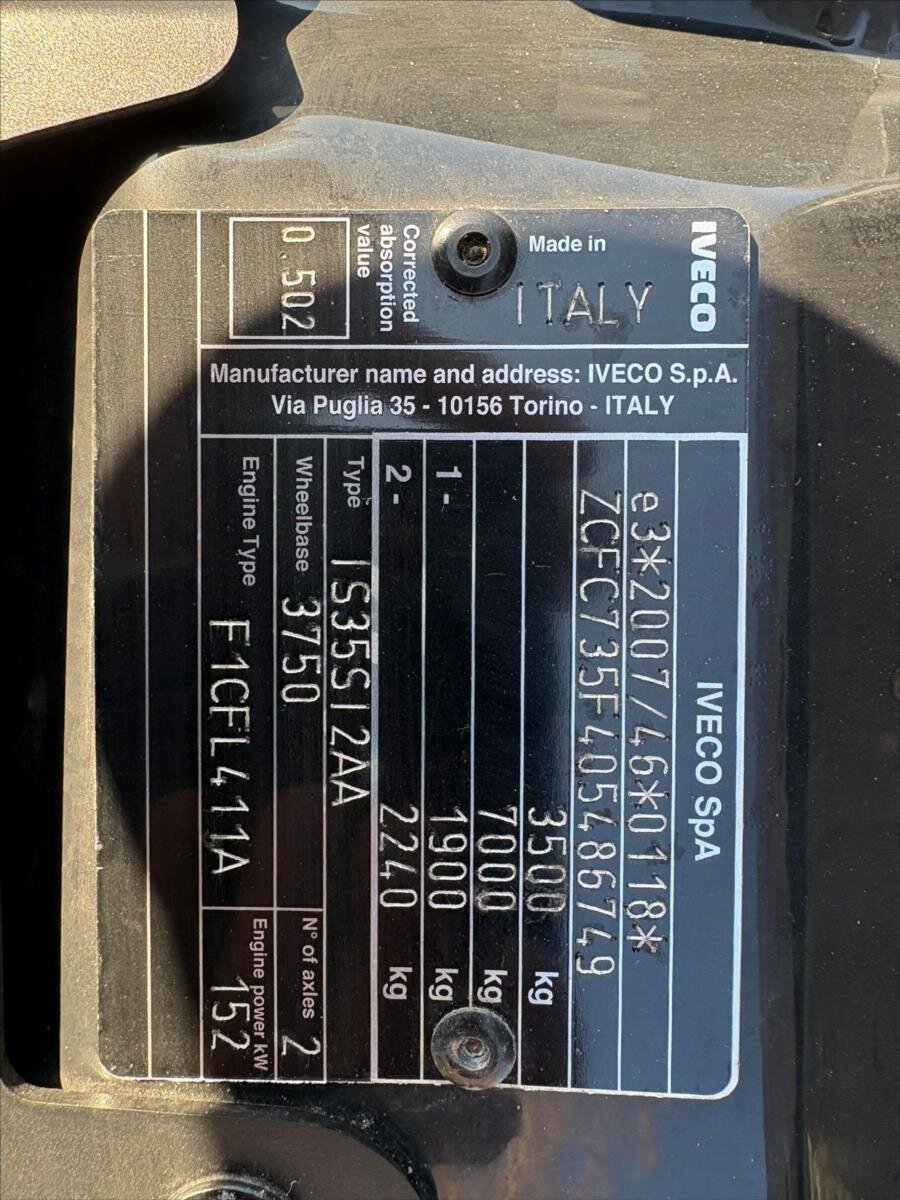 IVECO SpA
e3*2007/46*0118*
ZCFC735F405486749
3500 kg
7000 kg
1- 1900 kg
2- 2240 kg
Type IS35SI2AA
Wheelbase 3750 N° of axles 2
Engine Type F1CFL411A Engine power kW 152
Manufacturer name and address: IVECO S.p.A.
Via Puglia 35 - 10156 Torino - ITALY
IVECO
Made in
ITALY
Corrected
absorption
value
0.502